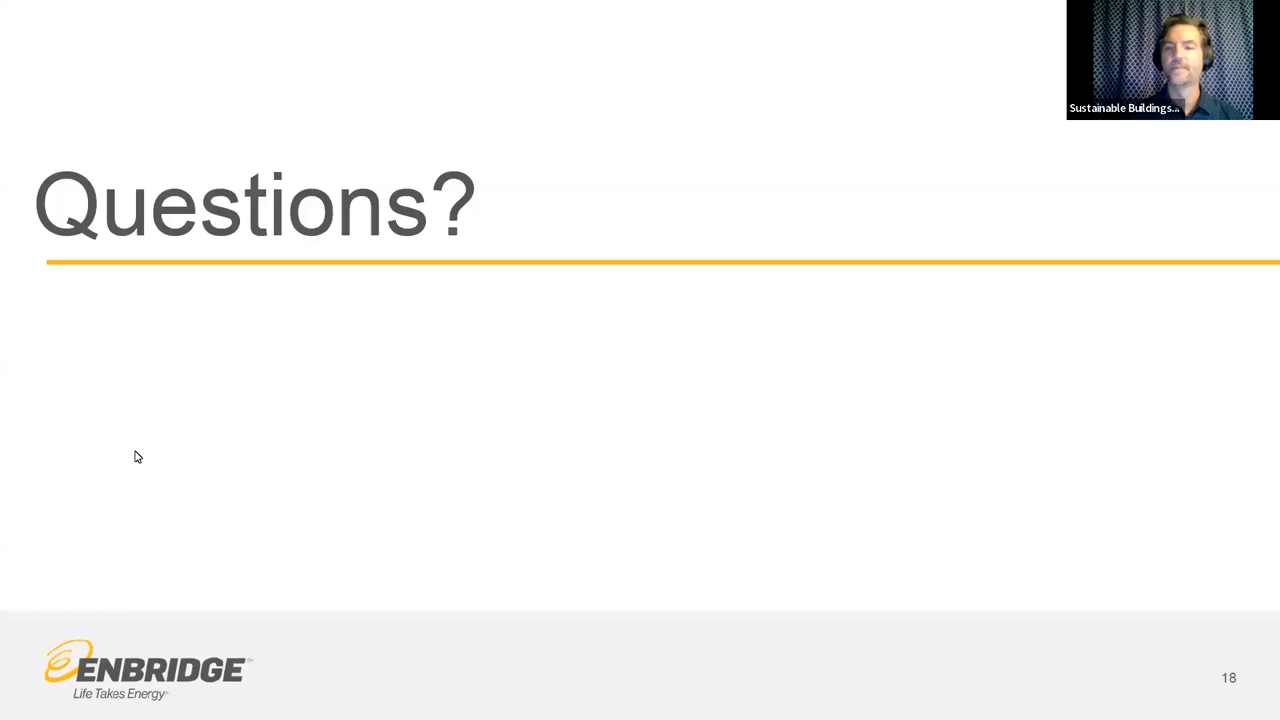 Sustainable Buildings...
Questions?
ENBRIDGE
Life Takes Energy
18